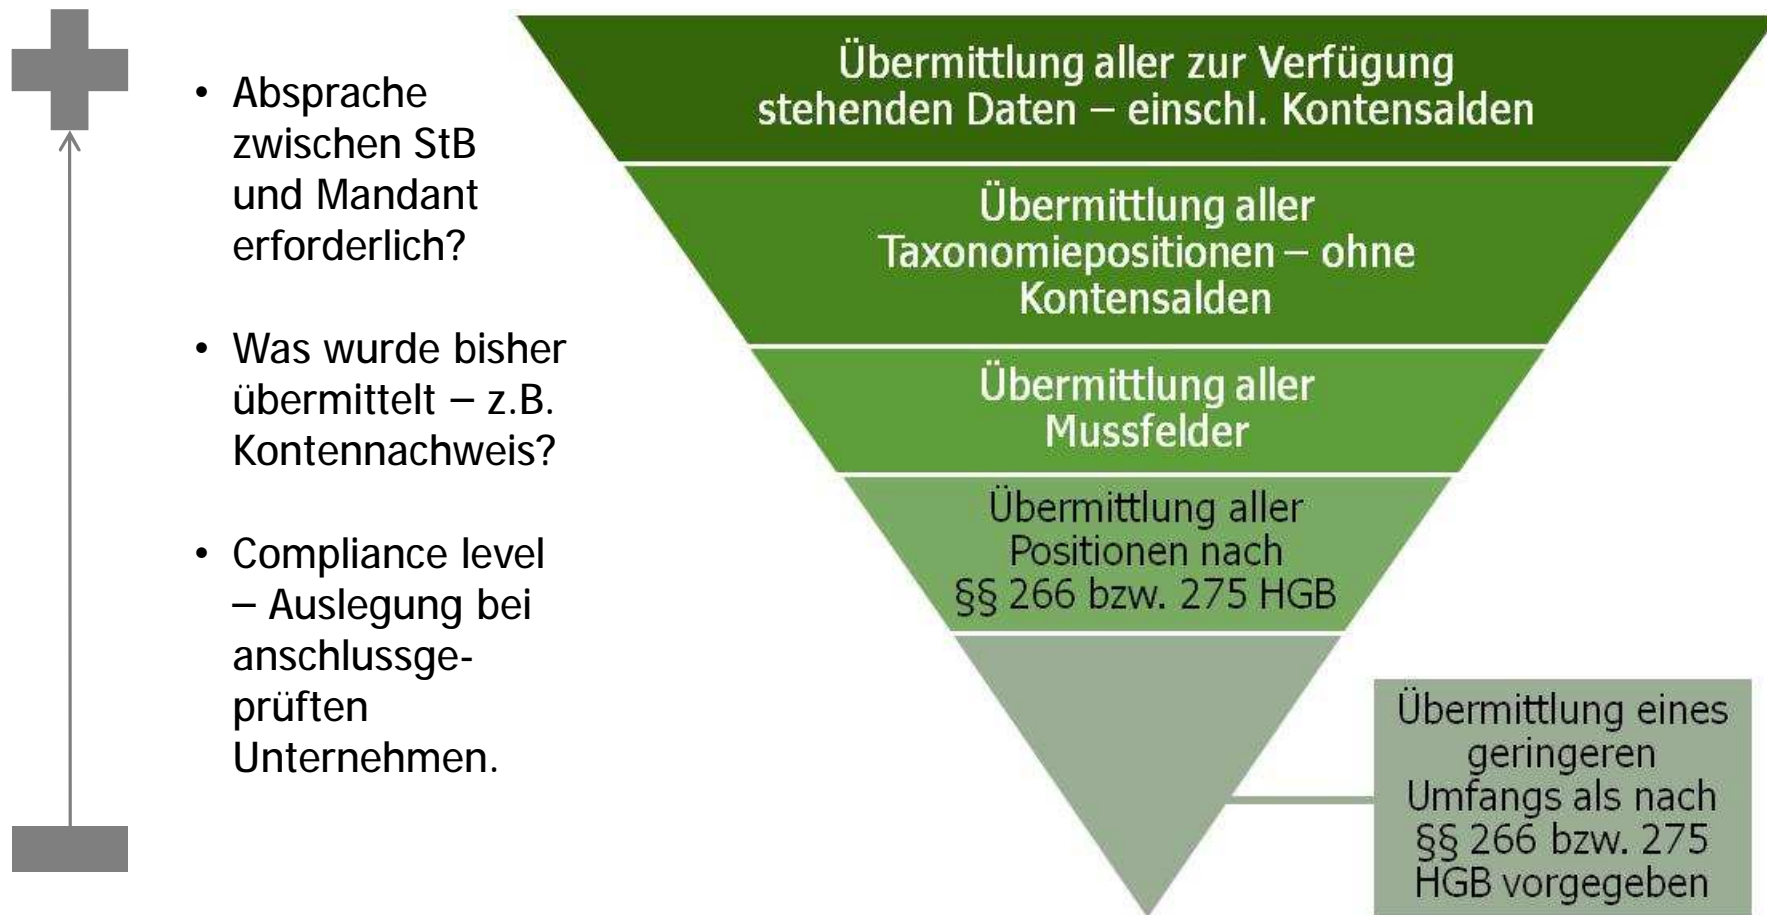 • Absprache
zwischen StB
und Mandant
erforderlich?
• Was wurde bisher
übermittelt – z.B.
Kontennachweis?
• Compliance level
– Auslegung bei
anschlussge-
prüften
Unternehmen.
Übermittlung aller zur Verfügung
stehenden Daten – einschl. Kontensalden
Übermittlung aller
Taxonomiepositionen – ohne
Kontensalden
Übermittlung aller
Mussfelder
Übermittlung aller
Positionen nach
§§ 266 bzw. 275 HGB
Übermittlung eines
geringeren
Umfangs als nach
§§ 266 bzw. 275
HGB vorgegeben